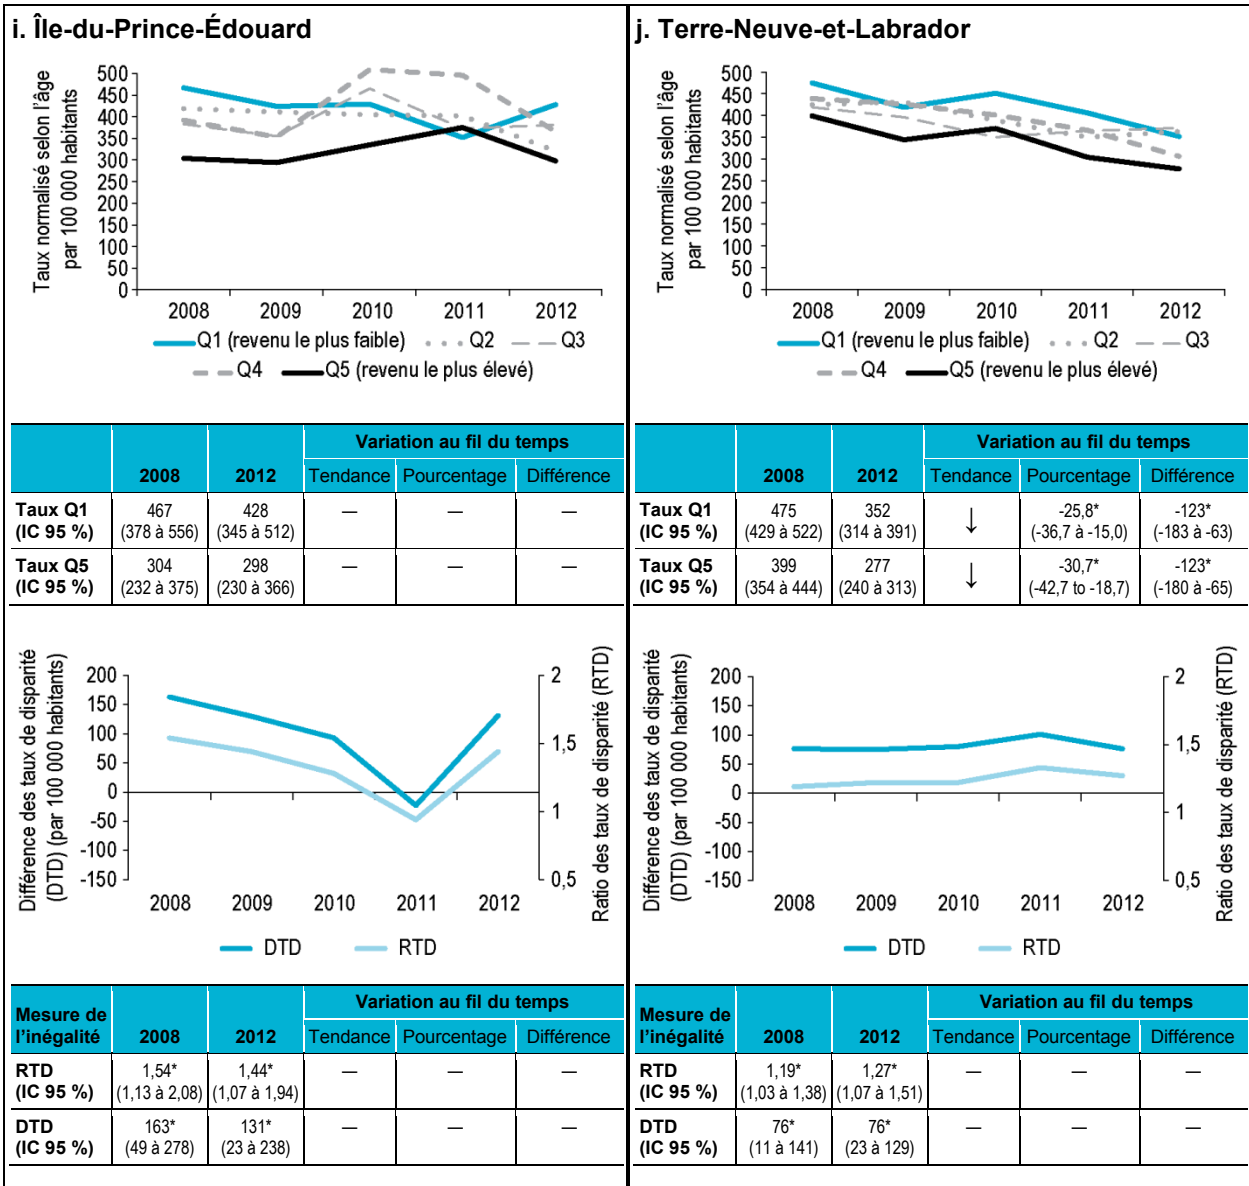 i. Île-du-Prince-Édouard
Taux normalisé selon l'âge
par 100 000 habitants
500
450
400
350
300
250
200
150
100
50
0
2008 2009 2010 2011 2012
Q1 (revenu le plus faible) Q2 Q3
Q4 Q5 (revenu le plus élevé)
Variation au fil du temps
2008 2012 Tendance Pourcentage Différence
Taux Q1 467 428 — — —
(IC 95 %) (378 à 556) (345 à 512)
Taux Q5 304 298 — — —
(IC 95 %) (232 à 375) (230 à 366)
Différence des taux de disparité
(DTD) (par 100 000 habitants)
200
150
100
50
0
-50
-100
-150
2
1,5
1
0,5
Ratio des taux de disparité (RTD)
2008 2009 2010 2011 2012
DTD RTD
Variation au fil du temps
Mesure de
l'inégalité 2008 2012 Tendance Pourcentage Différence
RTD 1,54* 1,44* — — —
(IC 95 %) (1,13 à 2,08) (1,07 à 1,94)
DTD 163* 131* — — —
(IC 95 %) (49 à 278) (23 à 238)
j. Terre-Neuve-et-Labrador
Taux normalisé selon l'âge
par 100 000 habitants
500
450
400
350
300
250
200
150
100
50
0
2008 2009 2010 2011 2012
Q1 (revenu le plus faible) Q2 Q3
Q4 Q5 (revenu le plus élevé)
Variation au fil du temps
2008 2012 Tendance Pourcentage Différence
Taux Q1 475 352 ↓ -25,8* -123*
(IC 95 %) (429 à 522) (314 à 391) (-36,7 à -15,0) (-183 à -63)
Taux Q5 399 277 ↓ -30,7* -123*
(IC 95 %) (354 à 444) (240 à 313) (-42,7 to -18,7) (-180 à -65)
Différence des taux de disparité
(DTD) (par 100 000 habitants)
200
150
100
50
0
-50
-100
-150
2
1,5
1
0,5
Ratio des taux de disparité (RTD)
2008 2009 2010 2011 2012
DTD RTD
Variation au fil du temps
Mesure de
l'inégalité 2008 2012 Tendance Pourcentage Différence
RTD 1,19* 1,27* — — —
(IC 95 %) (1,03 à 1,38) (1,07 à 1,51)
DTD 76* 76* — — —
(IC 95 %) (11 à 141) (23 à 129)